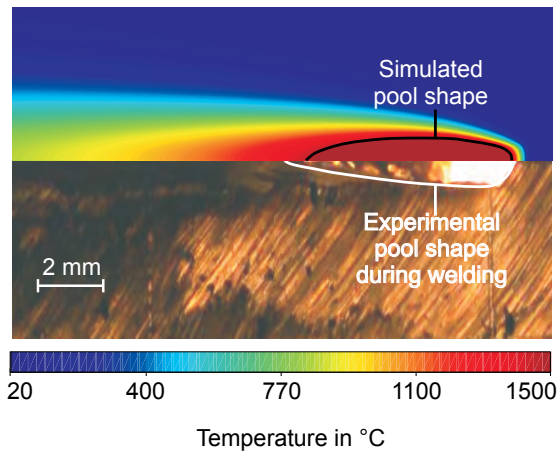 Simulated
pool shape
Experimental
pool shape
during welding
2 mm
20 400 770 1100 1500
Temperature in °C